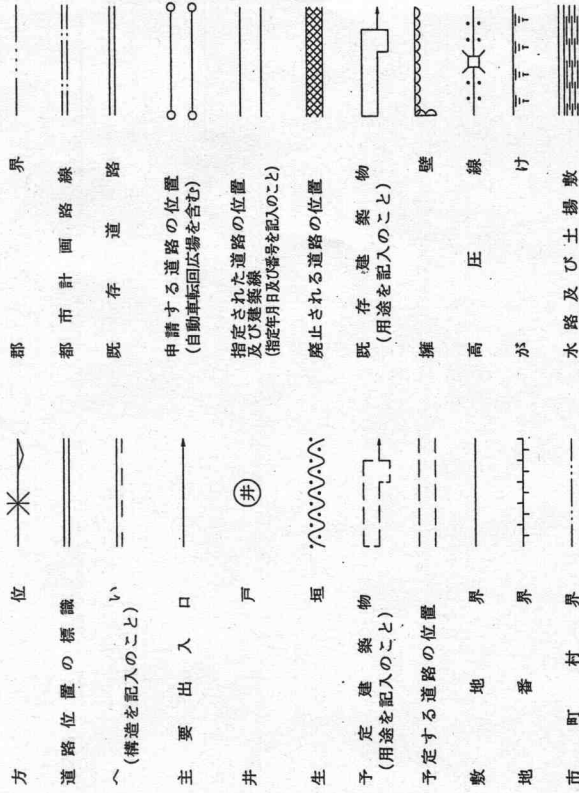 方位
道路位置の標識
へい
(構造を記入のこと)
主要出入口
井戸
井
生垣
予定建築物
(用途を記入のこと)
予定する道路の位置
敷地界
地番界
市町村界
郡界
都市計画路線
既存道路
申請する道路の位置
(自動車転回広場を含む)
指定された道路の位置
及び建築線
(指定年月日及び番号を記入のこと)
廃止される道路の位置
既存建築物
(用途を記入のこと)
擁壁
高圧線
がけ
水路及び土揚敷